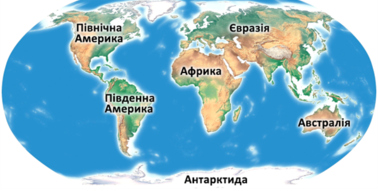 Північна
Америка
Євразія
Африка
Південна
Америка
Австралія
Антарктида